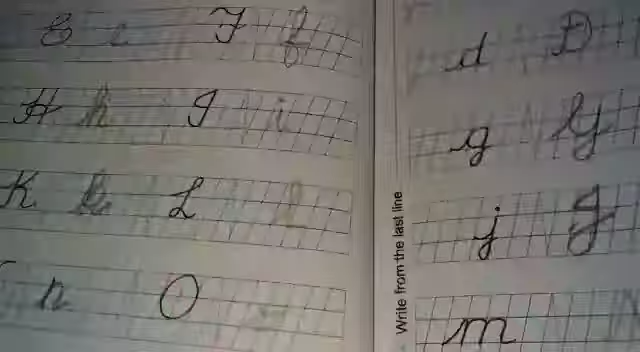 E e F f
H h I i
K k L
n O
d D
g G
j J
m
Write from the last line